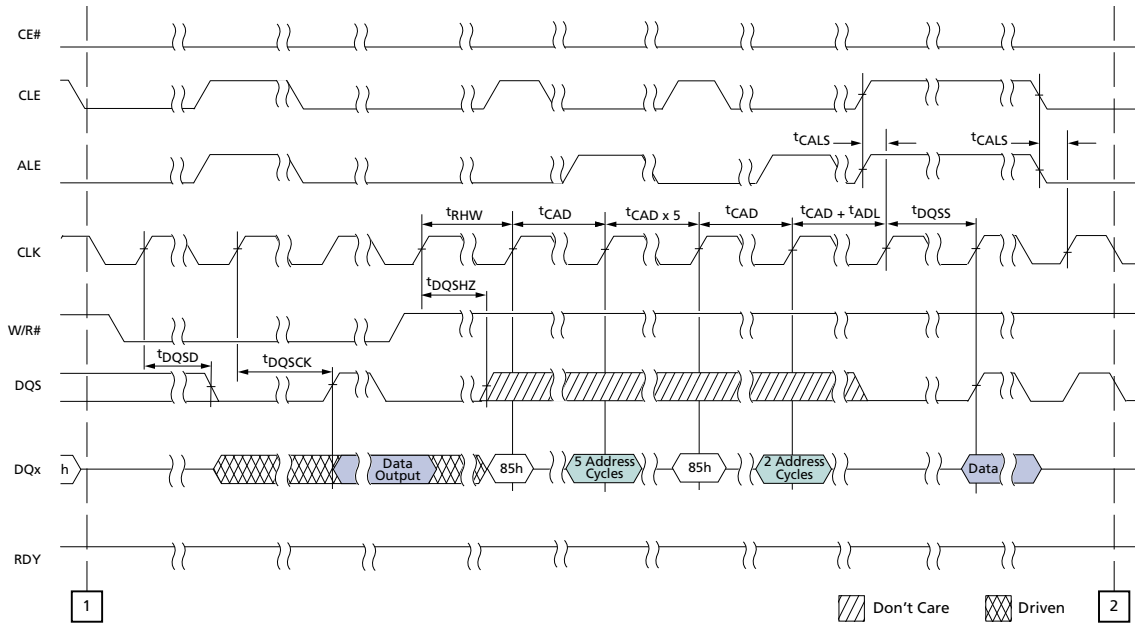 CE#
CLE
tCALS
tCALS
ALE
tRHW
tCAD
tCAD x 5
tCAD
tCAD + tADL
tDQSS
CLK
tDQSHZ
W/R#
tDQSD
tDQSCK
DQS
DQx
h
Data
Output
85h
5 Address
Cycles
85h
2 Address
Cycles
Data
RDY
1
2
Don't Care
Driven